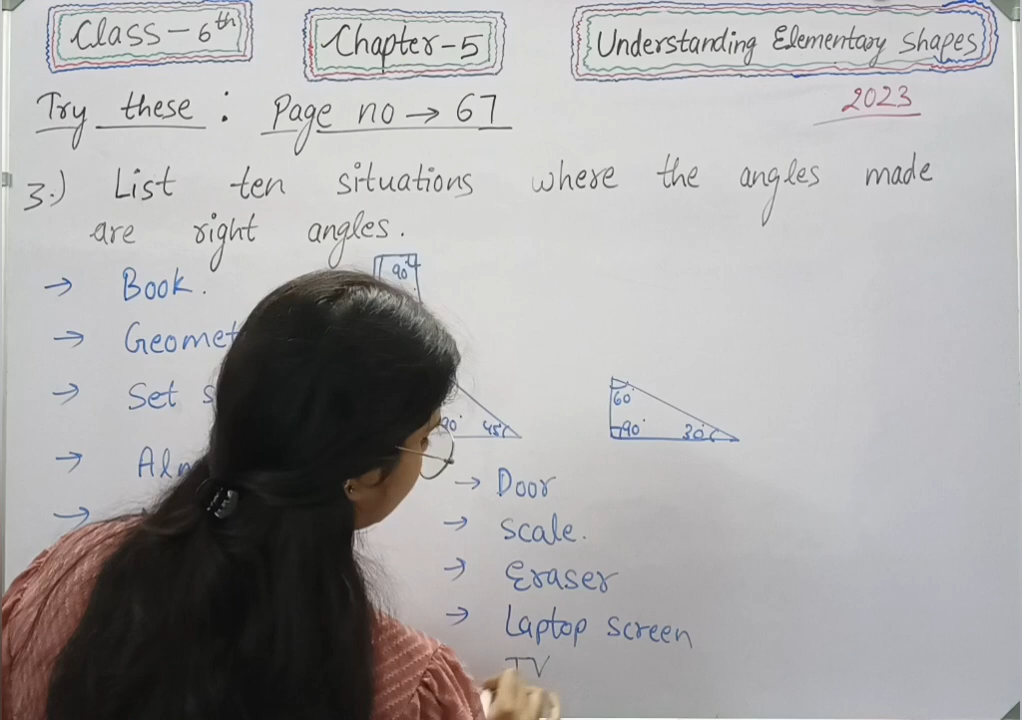 Class-6th
Chapter-5
Understanding Elementary Shapes
2023
Try these : Page no → 67
3.) List ten situations where the angles made
are right angles.
→ Book.
90°
→ Geomet
→ Set s
45°
60°
90°
30°
→ Alm
→
→ Door
→ Scale.
→ Eraser
→ Laptop screen
TV